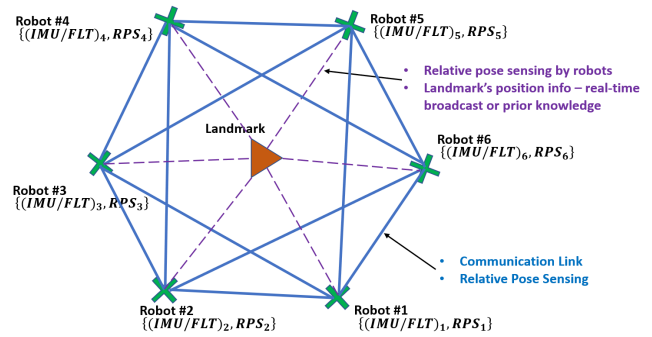 Robot #4
{(IMU/FLT)₄, RPS₄}
Robot #5
{(IMU/FLT)₅, RPS₅}
• Relative pose sensing by robots
• Landmark's position info – real-time
broadcast or prior knowledge
Landmark
Robot #6
{(IMU/FLT)₆, RPS₆}
Robot #3
{(IMU/FLT)₃, RPS₃}
• Communication Link
• Relative Pose Sensing
Robot #2
{(IMU/FLT)₂, RPS₂}
Robot #1
{(IMU/FLT)₁, RPS₁}